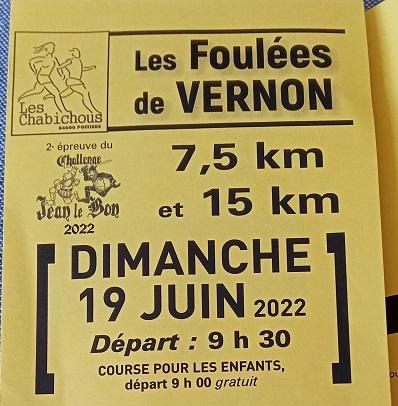 Les
Chabichous
86000 POITIERS
Les Foulées
de VERNON
2e épreuve du
Challenge
Jean le Bon
2022
7,5 km
et 15 km
DIMANCHE
19 JUIN 2022
Départ : 9 h 30
COURSE POUR LES ENFANTS,
départ 9 h 00 gratuit